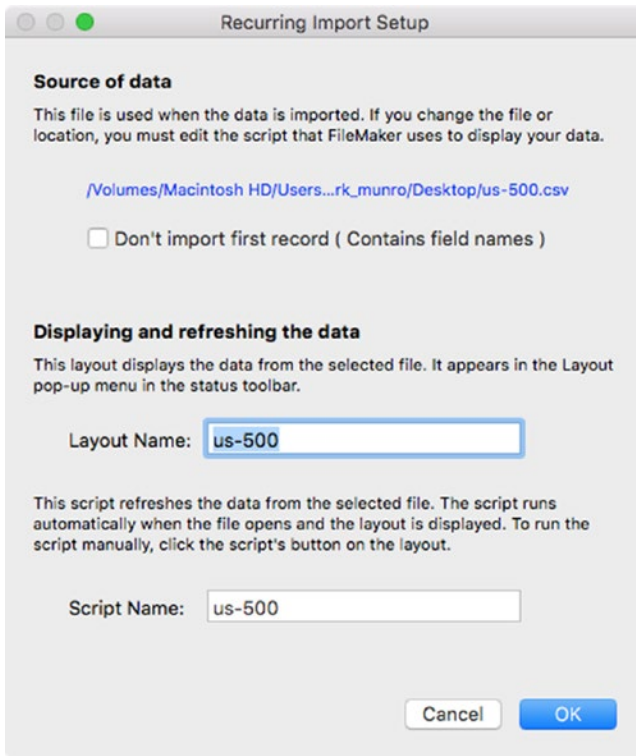 Recurring Import Setup
Source of data
This file is used when the data is imported. If you change the file or
location, you must edit the script that FileMaker uses to display your data.
/Volumes/Macintosh HD/Users...rk_munro/Desktop/us-500.csv
Don't import first record ( Contains field names )
Displaying and refreshing the data
This layout displays the data from the selected file. It appears in the Layout
pop-up menu in the status toolbar.
Layout Name: us-500
This script refreshes the data from the selected file. The script runs
automatically when the file opens and the layout is displayed. To run the
script manually, click the script's button on the layout.
Script Name: us-500
Cancel OK